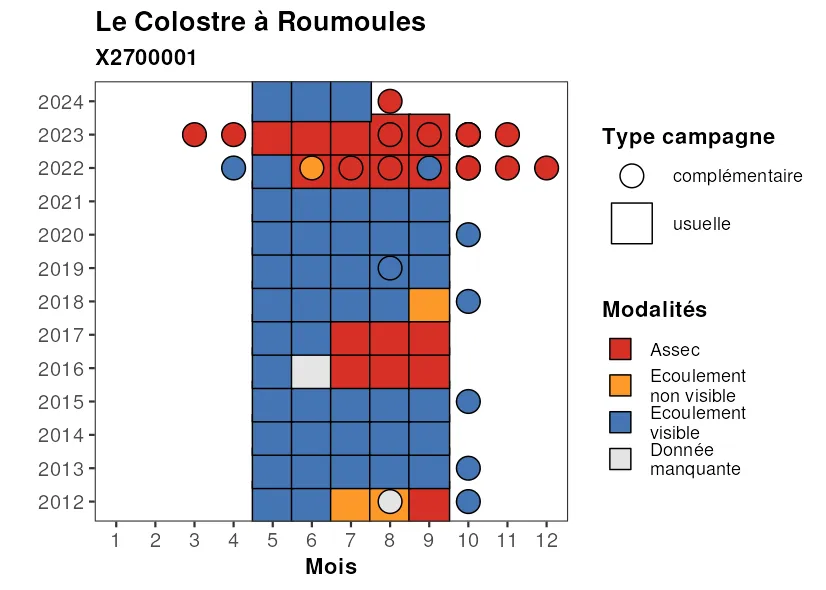 Le Colostre à Roumoules
X2700001
2024
2023
2022
2021
2020
2019
2018
2017
2016
2015
2014
2013
2012
1 2 3 4 5 6 7 8 9 10 11 12
Mois
Type campagne
complémentaire
usuelle
Modalités
Assec
Ecoulement
non visible
Ecoulement
visible
Donnée
manquante